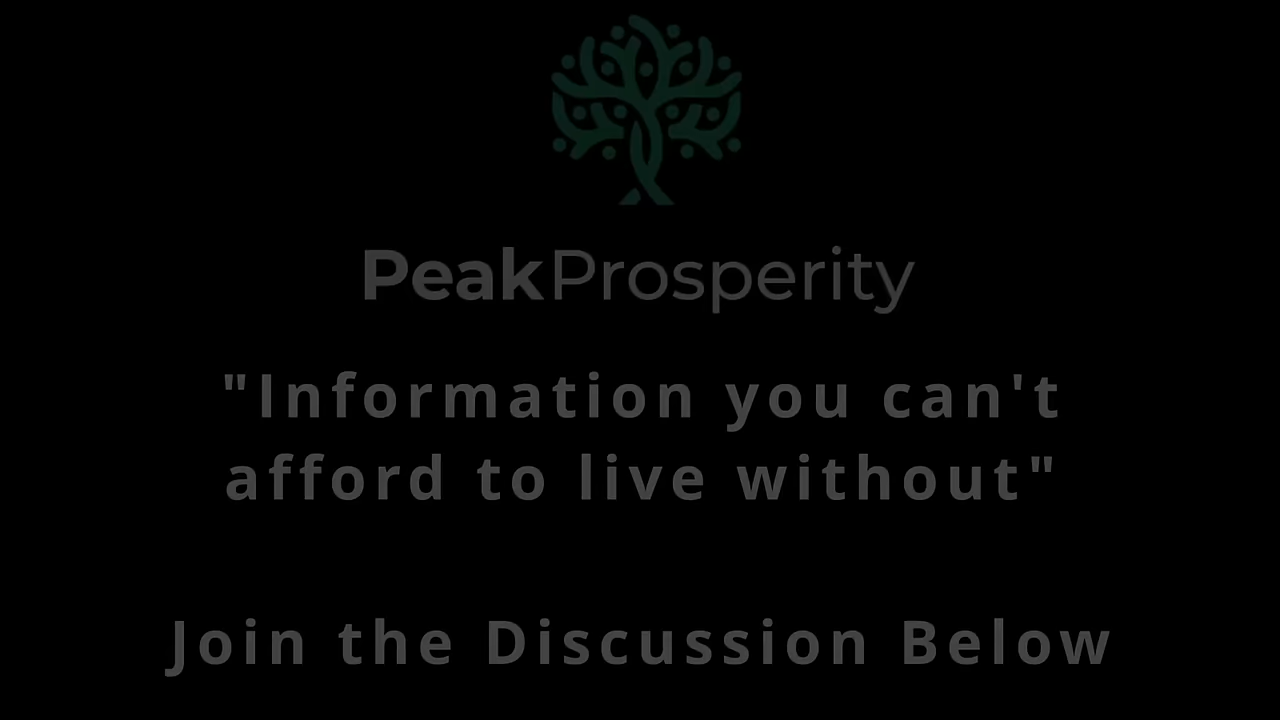 PeakProsperity
"Information you can't
afford to live without"
Join the Discussion Below